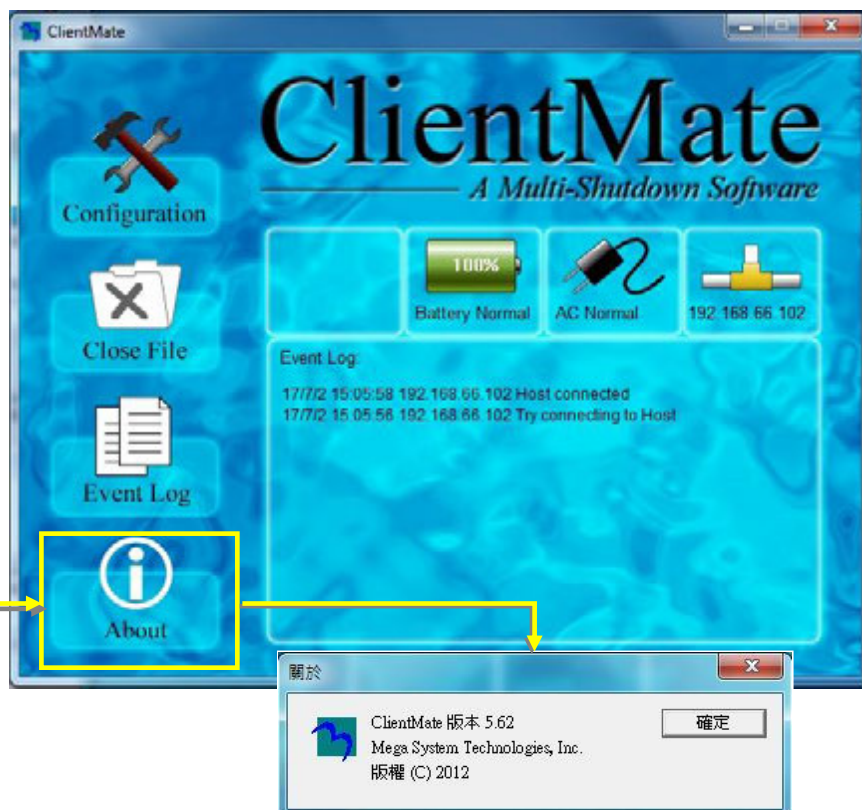 ClientMate
ClientMate
A Multi-Shutdown Software
Configuration
Close File
Event Log
About
100%
Battery Normal
AC Normal
192.168.66.102
Event Log:
17/7/2 15:05:58 192.168.66.102 Host connected
17/7/2 15:05:56 192.168.66.102 Try connecting to Host
關於
ClientMate 版本 5.62
Mega System Technologies, Inc.
版權 (C) 2012
確定